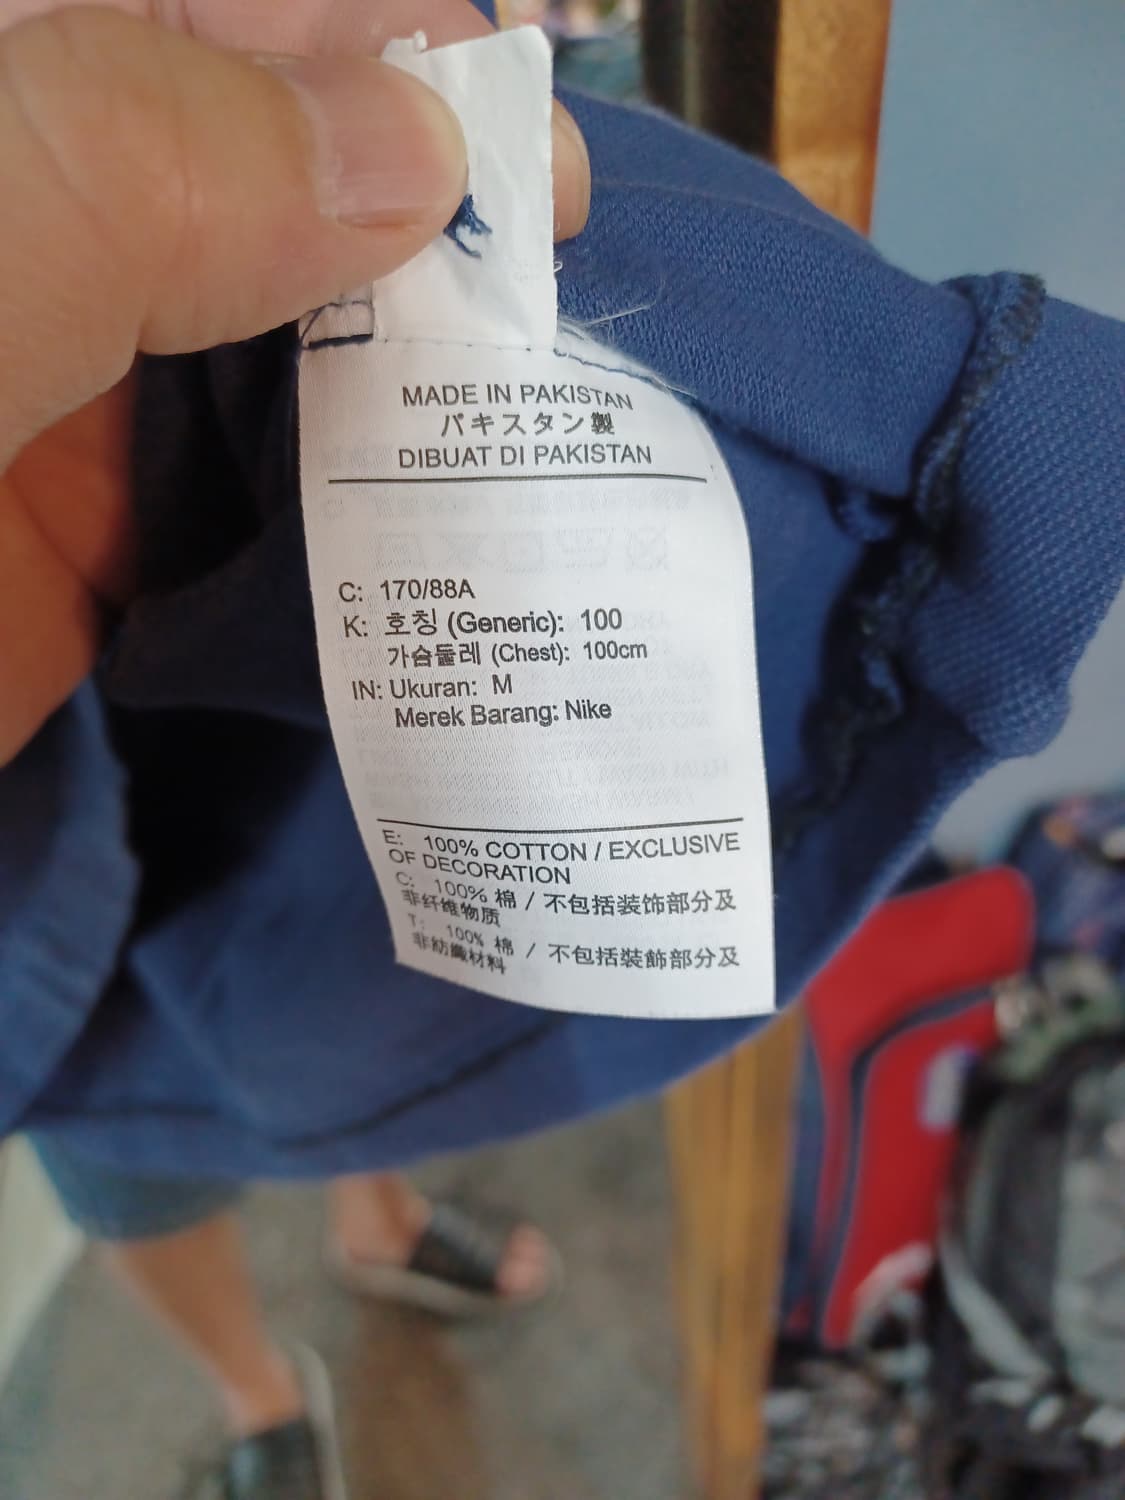 MADE IN PAKISTAN
パキスタン製
DIBUAT DI PAKISTAN
C: 170/88A
K: 호칭 (Generic): 100
가슴둘레 (Chest): 100cm
IN: Ukuran: M
Merek Barang: Nike
E: 100% COTTON / EXCLUSIVE
OF DECORATION
C: 100% 棉 / 不包括装饰部分及
非纤维物质
T: 100% 棉 / 不包括裝飾部分及
非紡織材料